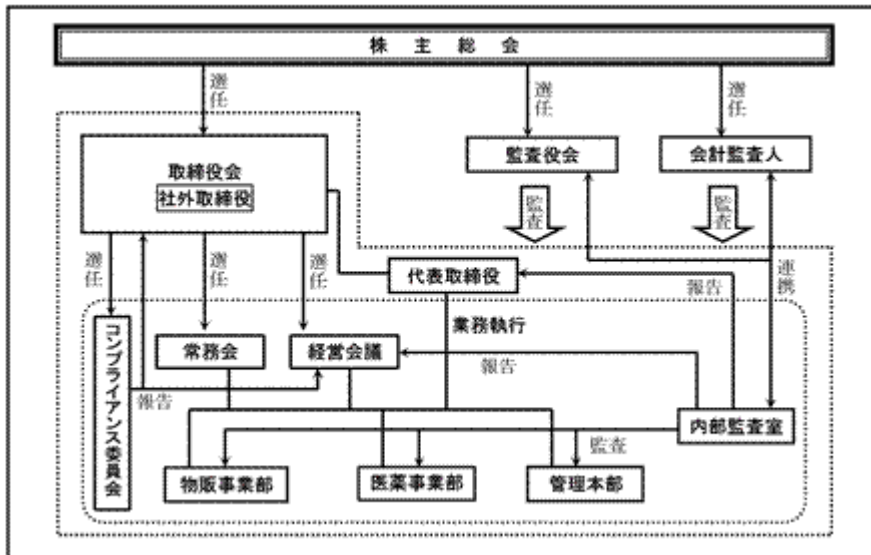 株主総会
選任
選任
選任
取締役会
社外取締役
監査役会
会計監査人
監査
監査
選任
選任
選任
代表取締役
報告
連携
業務執行
コンプライアンス委員会
常務会
経営会議
報告
報告
内部監査室
監査
物販事業部
医薬事業部
管理本部